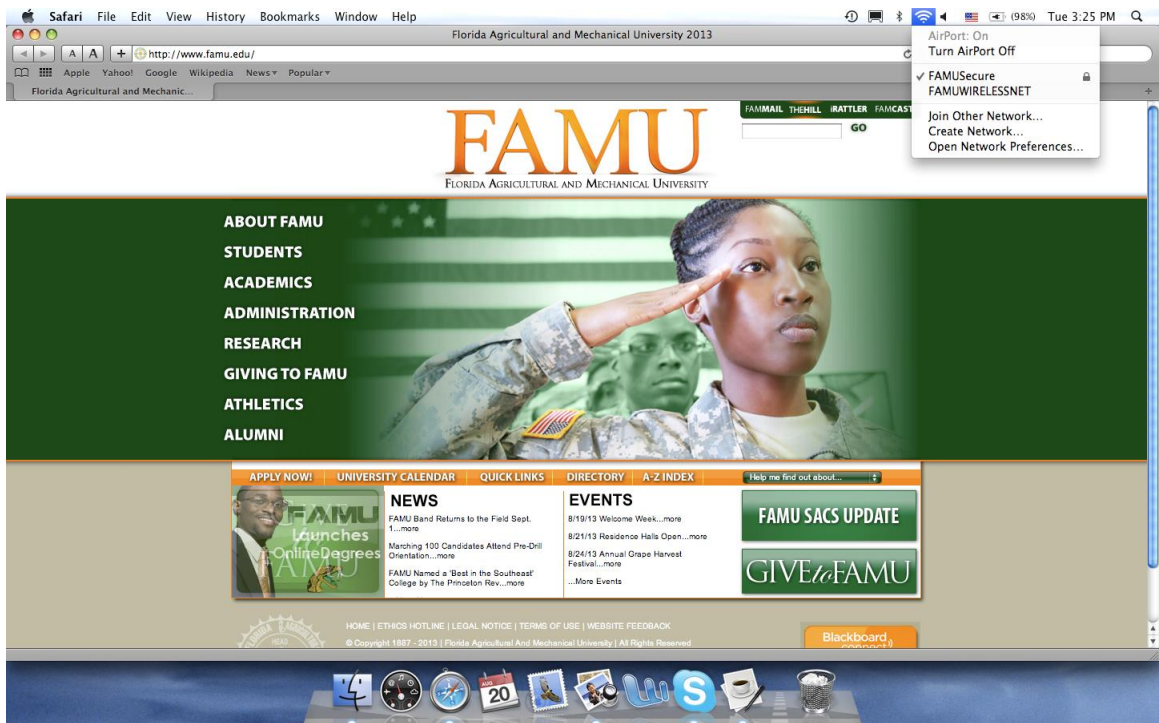 Safari File Edit View History Bookmarks Window Help (98%) Tue 3:25 PM
Florida Agricultural and Mechanical University 2013
A A + http://www.famu.edu/
Apple Yahoo! Google Wikipedia News Popular
Florida Agricultural and Mechanic...
AirPort: On
Turn AirPort Off
FAMUSecure
FAMUWIRELESSNET
Join Other Network...
Create Network...
Open Network Preferences...
FAMMAIL THEHILL iRATTLER FAMCAST
GO
FAMU
FLORIDA AGRICULTURAL AND MECHANICAL UNIVERSITY
ABOUT FAMU
STUDENTS
ACADEMICS
ADMINISTRATION
RESEARCH
GIVING TO FAMU
ATHLETICS
ALUMNI
APPLY NOW! UNIVERSITY CALENDAR QUICK LINKS DIRECTORY A-Z INDEX Help me find out about...
FAMU
Launches
OnlineDegrees
FAMU
NEWS
FAMU Band Returns to the Field Sept.
1...more
Marching 100 Candidates Attend Pre-Drill
Orientation...more
FAMU Named a 'Best in the Southeast'
College by The Princeton Rev...more
EVENTS
8/19/13 Welcome Week...more
8/21/13 Residence Halls Open...more
8/24/13 Annual Grape Harvest
Festival...more
...More Events
FAMU SACS UPDATE
GIVEtoFAMU
HOME | ETHICS HOTLINE | LEGAL NOTICE | TERMS OF USE | WEBSITE FEEDBACK
© Copyright 1887 - 2013 | Florida Agricultural And Mechanical University | All Rights Reserved
Blackboard
connect
AUG
20